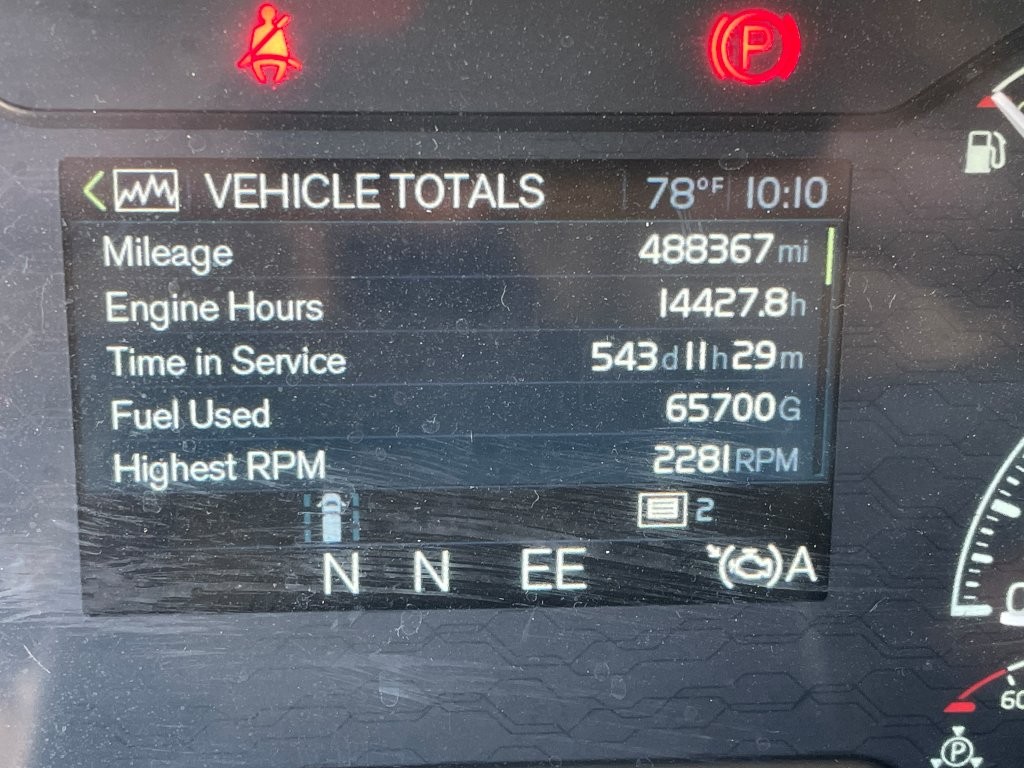 P
VEHICLE TOTALS 78°F 10:10
Mileage 488367 mi
Engine Hours 14427.8 h
Time in Service 543 d 11 h 29 m
Fuel Used 65700 G
Highest RPM 2281 RPM
2
N N EE A
60
P